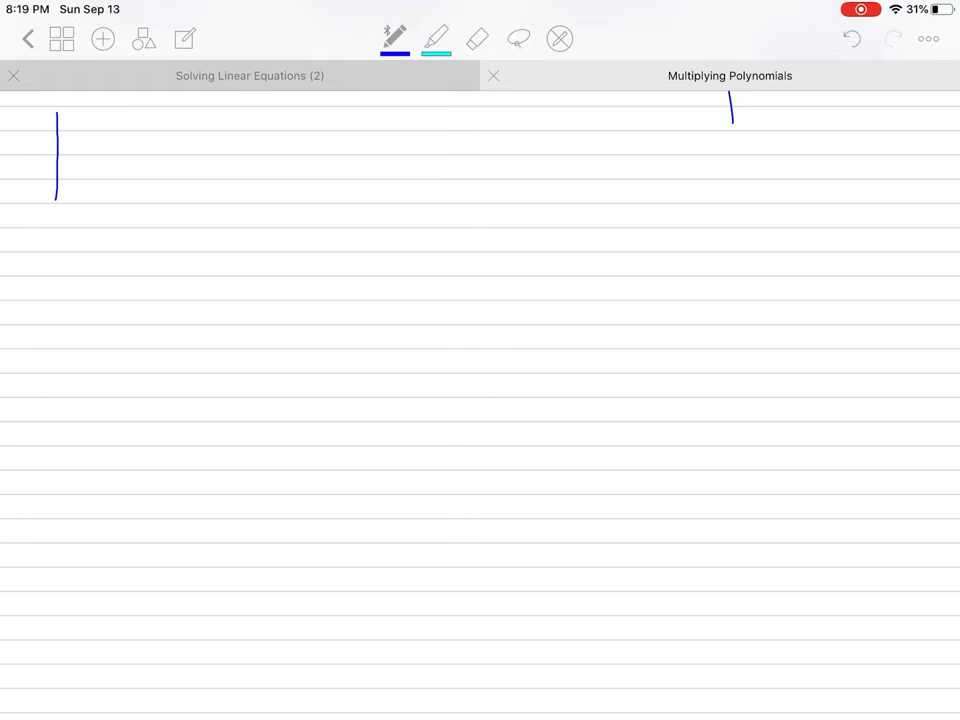 8:19 PM Sun Sep 13 31%
Solving Linear Equations (2) Multiplying Polynomials